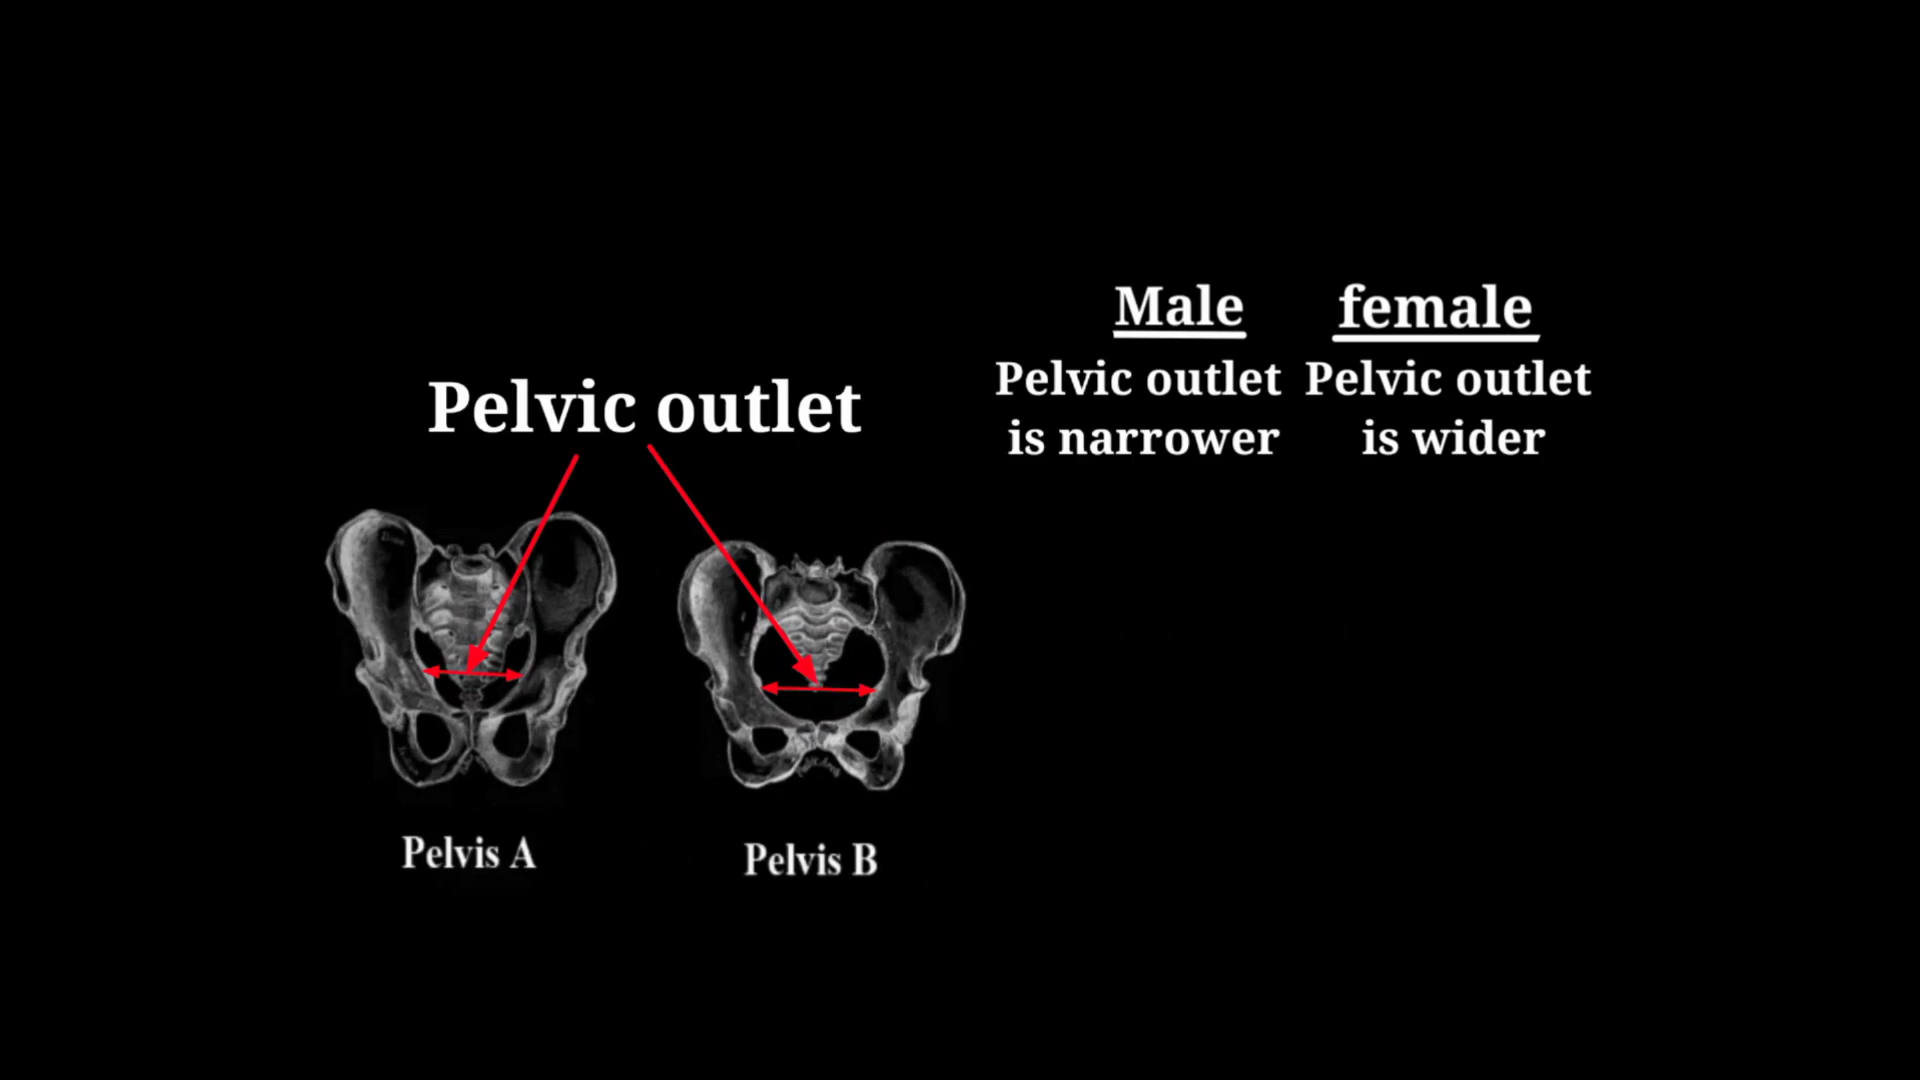 Male
female
Pelvic outlet
is narrower
Pelvic outlet
is wider
Pelvic outlet
Pelvis A
Pelvis B